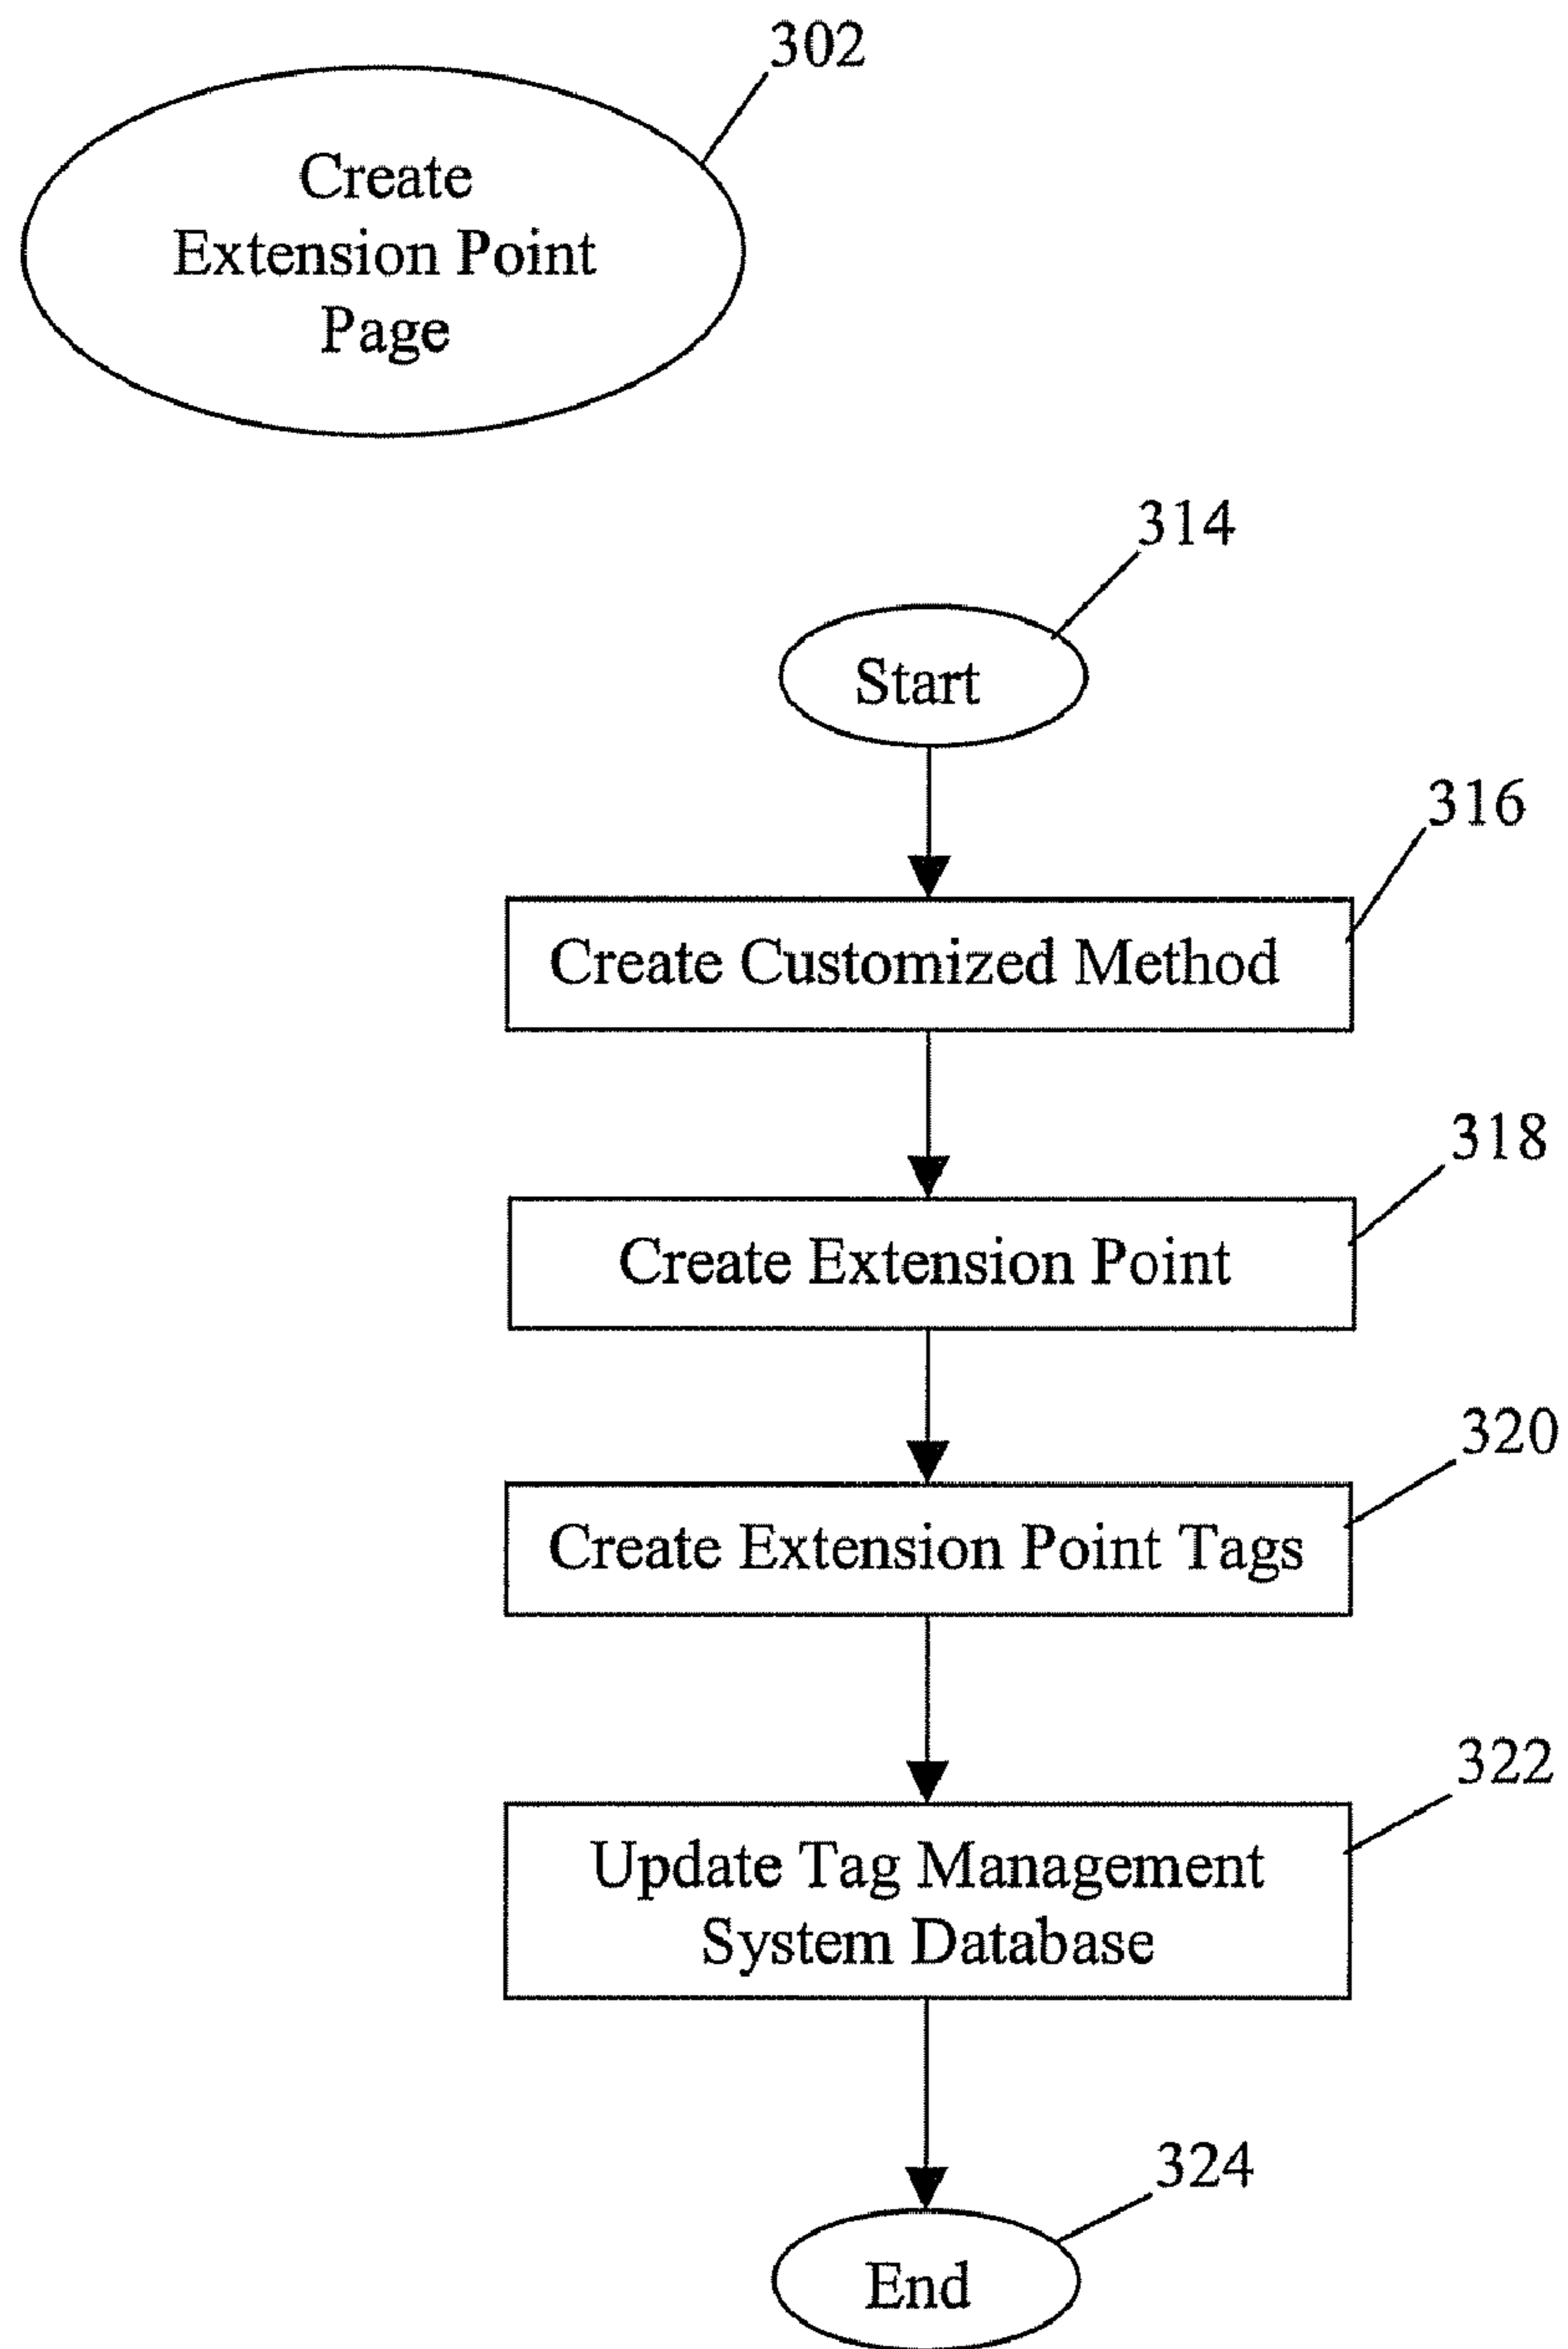 302
Create
Extension Point
Page
314
Start
316
Create Customized Method
318
Create Extension Point
320
Create Extension Point Tags
322
Update Tag Management
System Database
324
End